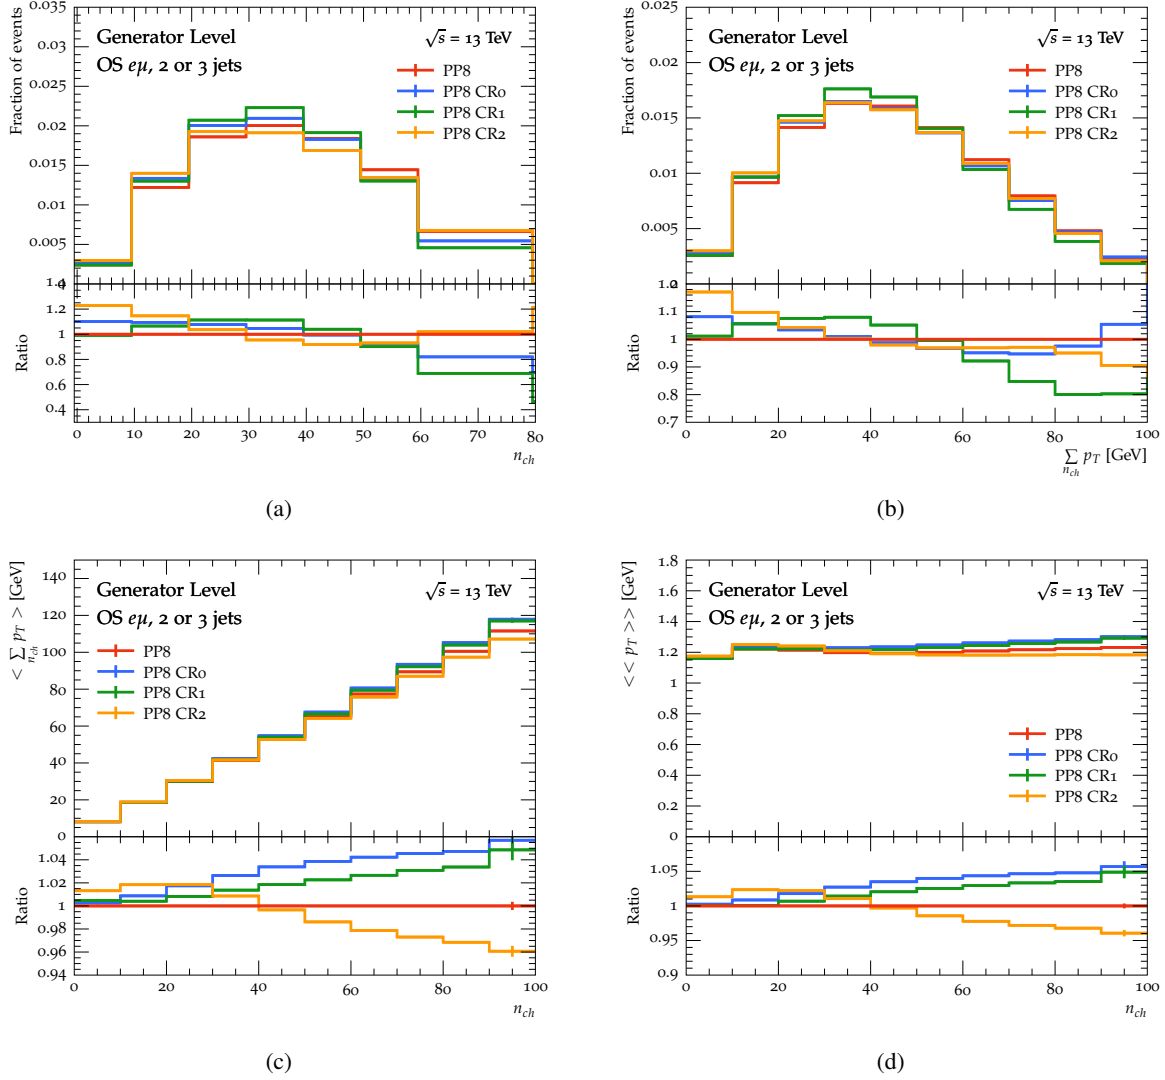 Fraction of events
0.035
0.03
0.025
0.02
0.015
0.01
0.005
Generator Level
√s = 13 TeV
OS eμ, 2 or 3 jets
PP8
PP8 CR0
PP8 CR1
PP8 CR2
Ratio
1.4
1.2
1
0.8
0.6
0.4
0 10 20 30 40 50 60 70 80
n_ch
(a)
Fraction of events
0.025
0.02
0.015
0.01
0.005
0
Generator Level
√s = 13 TeV
OS eμ, 2 or 3 jets
PP8
PP8 CR0
PP8 CR1
PP8 CR2
Ratio
1.2
1.1
1
0.9
0.8
0.7
0 20 40 60 80 100
∑ p_T [GeV]
n_ch
(b)
< ∑ p_T > [GeV]
n_ch
140
120
100
80
60
40
20
0
Generator Level
√s = 13 TeV
OS eμ, 2 or 3 jets
PP8
PP8 CR0
PP8 CR1
PP8 CR2
Ratio
1.04
1.02
1.00
0.98
0.96
0.94
0 20 40 60 80 100
n_ch
(c)
<< p_T >> [GeV]
1.8
1.6
1.4
1.2
1
0.8
0.6
0.4
0.2
0
Generator Level
√s = 13 TeV
OS eμ, 2 or 3 jets
PP8
PP8 CR0
PP8 CR1
PP8 CR2
Ratio
1.05
1.00
0.95
0.9
0 20 40 60 80 100
n_ch
(d)